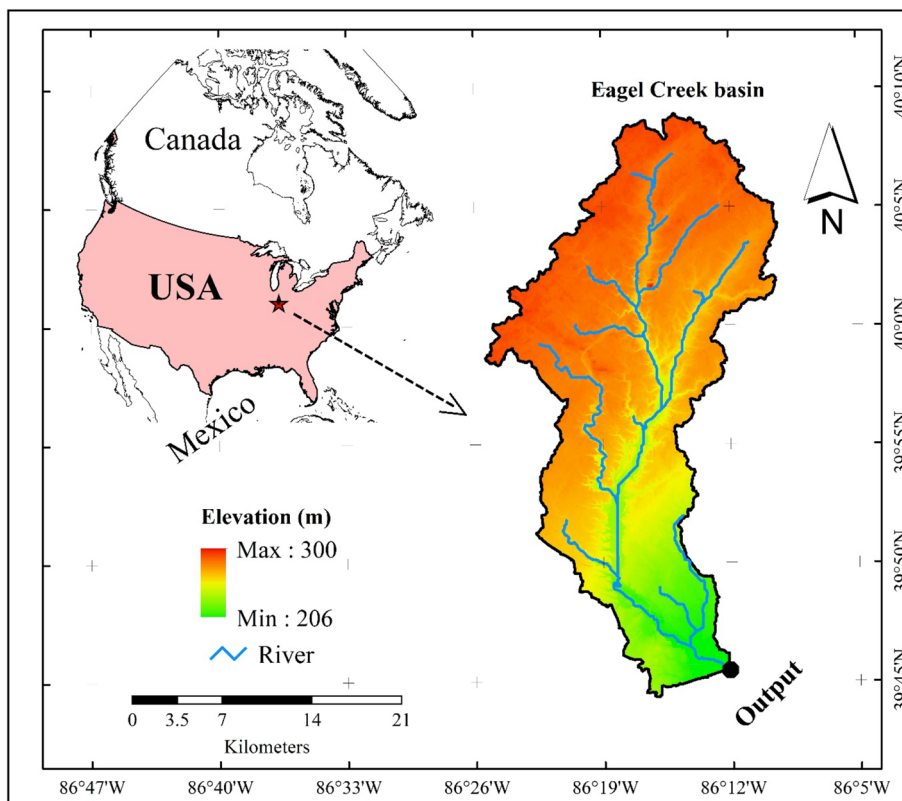 Eagel Creek basin
Canada
USA
Mexico
N
Elevation (m)
Max : 300
Min : 206
River
0 3.5 7 14 21
Kilometers
Output
40°10'N
40°5'N
40°0'N
39°55'N
39°50'N
39°45'N
86°47'W 86°40'W 86°33'W 86°26'W 86°19'W 86°12'W 86°5'W